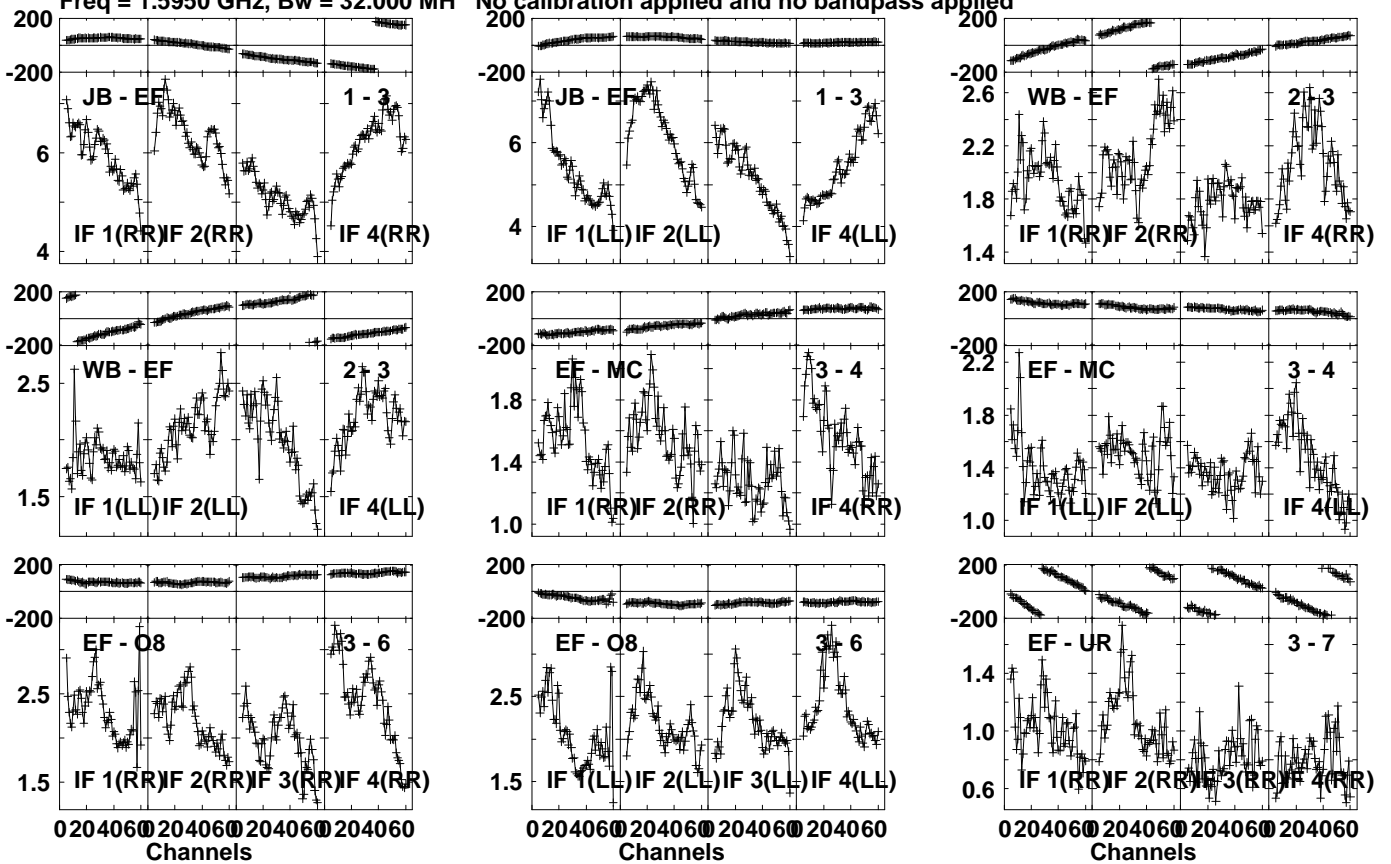 Freq = 1.5950 GHz, Bw = 32.000 MH No calibration applied and no bandpass applied
200
-200
JB - EF 1 - 3
6
4
IF 1(RR) IF 2(RR) IF 4(RR)
JB - EF 1 - 3
6
4
IF 1(LL) IF 2(LL) IF 4(LL)
200
-200
WB - EF 2 - 3
2.6
2.2
1.8
1.4
IF 1(RR) IF 2(RR) IF 4(RR)
200
-200
WB - EF 2 - 3
2.5
1.5
IF 1(LL) IF 2(LL) IF 4(LL)
200
-200
EF - MC 3 - 4
1.8
1.4
1.0
IF 1(RR) IF 2(RR) IF 4(RR)
200
-200
2.2
EF - MC 3 - 4
1.8
1.4
1.0
IF 1(LL) IF 2(LL) IF 4(LL)
200
-200
EF - O8 3 - 6
2.5
1.5
IF 1(RR) IF 2(RR) IF 3(RR) IF 4(RR)
0 20 40 60 0 20 40 60 0 20 40 60 0 20 40 60
Channels
200
-200
EF - O8 3 - 6
2.5
1.5
IF 1(LL) IF 2(LL) IF 3(LL) IF 4(LL)
0 20 40 60 0 20 40 60 0 20 40 60 0 20 40 60
Channels
200
-200
EF - UR 3 - 7
1.4
1.0
0.6
IF 1(RR) IF 2(RR) IF 3(RR) IF 4(RR)
0 20 40 60 0 20 40 60 0 20 40 60 0 20 40 60
Channels